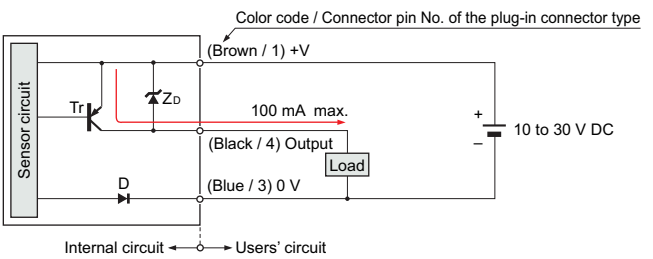 Color code / Connector pin No. of the plug-in connector type
(Brown / 1) +V
Sensor circuit
Tr
ZD
100 mA max.
+
–
10 to 30 V DC
(Black / 4) Output
Load
D
(Blue / 3) 0 V
Internal circuit
Users' circuit